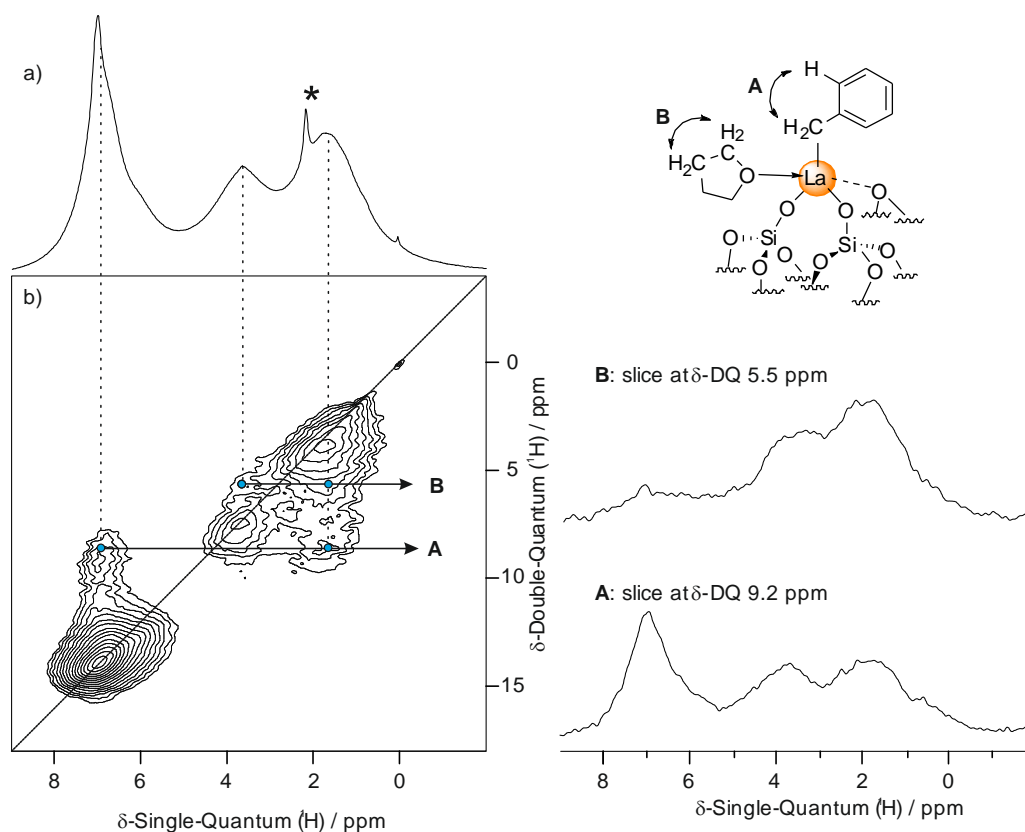 a)
*
b)
0
5
10
15
δ-Double-Quantum (¹H) / ppm
B
A
8 6 4 2 0
δ-Single-Quantum (¹H) / ppm
H
A
H₂C
B
H₂
H₂C C
O
La
O
O O
Si
Si
O O O
O O O
B: slice at δ-DQ 5.5 ppm
A: slice at δ-DQ 9.2 ppm
8 6 4 2 0
δ-Single-Quantum (¹H) / ppm